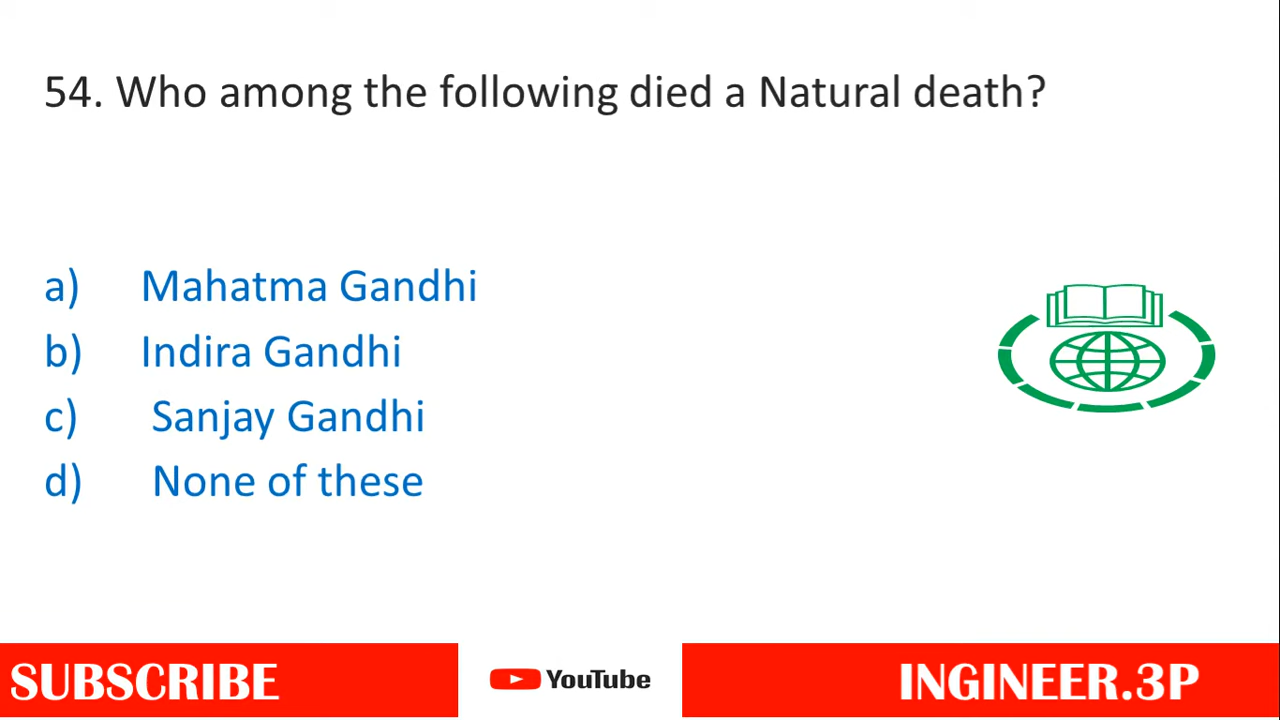 54. Who among the following died a Natural death?
a) Mahatma Gandhi
b) Indira Gandhi
c) Sanjay Gandhi
d) None of these
SUBSCRIBE YouTube INGINEER.3P